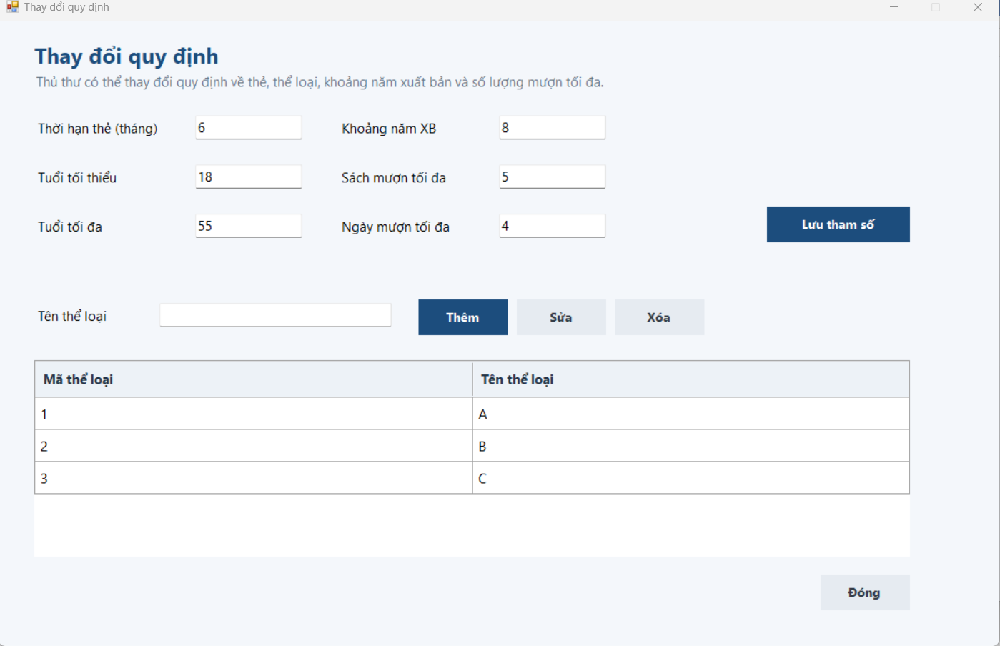 Thay đổi quy định
Thay đổi quy định
Thủ thư có thể thay đổi quy định về thẻ, thể loại, khoảng năm xuất bản và số lượng mượn tối đa.
Thời hạn thẻ (tháng) 6 Khoảng năm XB 8
Tuổi tối thiểu 18 Sách mượn tối đa 5
Tuổi tối đa 55 Ngày mượn tối đa 4 Lưu tham số
Tên thể loại Thêm Sửa Xóa
Mã thể loại Tên thể loại
1 A
2 B
3 C
Đóng